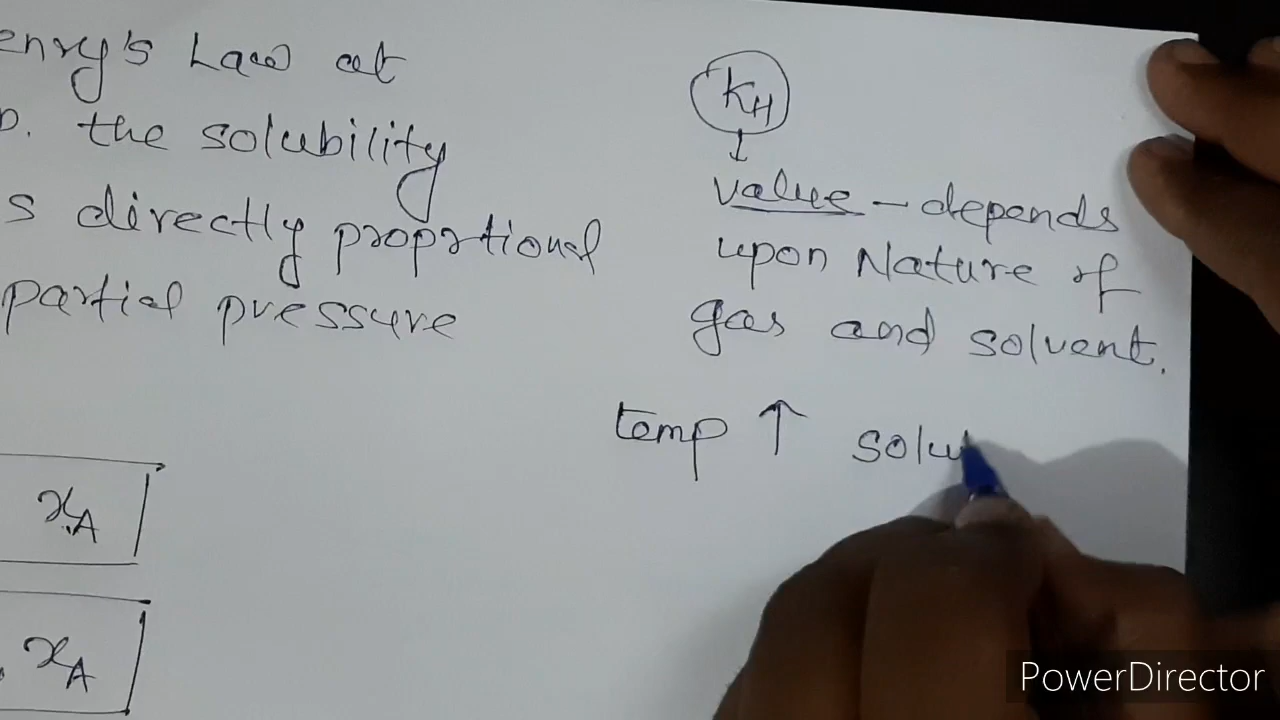 enry's Law at
p. the solubility
s directly proportional
partial pressure
KH
value - depends
upon Nature of
gas and solvent.
temp ↑ solu
xA
xA
PowerDirector